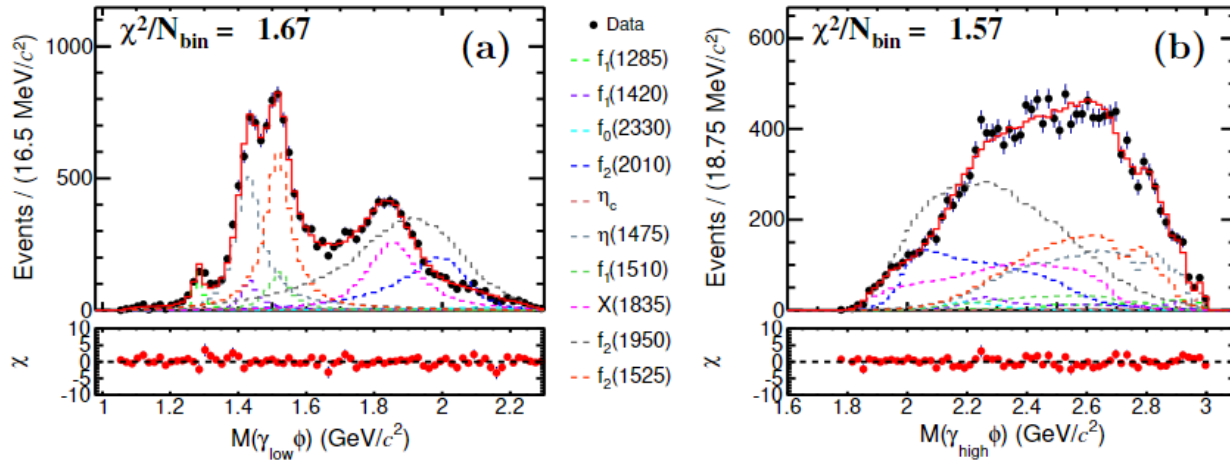 χ²/N_bin = 1.67
(a)
Events / (16.5 MeV/c²)
1000
500
0
χ
10
5
0
-5
-10
1 1.2 1.4 1.6 1.8 2 2.2
M(γ_low φ) (GeV/c²)
Data
f₁(1285)
f₁(1420)
f₀(2330)
f₂(2010)
η_c
η(1475)
f₁(1510)
X(1835)
f₂(1950)
f₂(1525)
χ²/N_bin = 1.57
(b)
Events / (18.75 MeV/c²)
600
400
200
0
χ
10
5
0
-5
-10
1.6 1.8 2 2.2 2.4 2.6 2.8 3
M(γ_high φ) (GeV/c²)